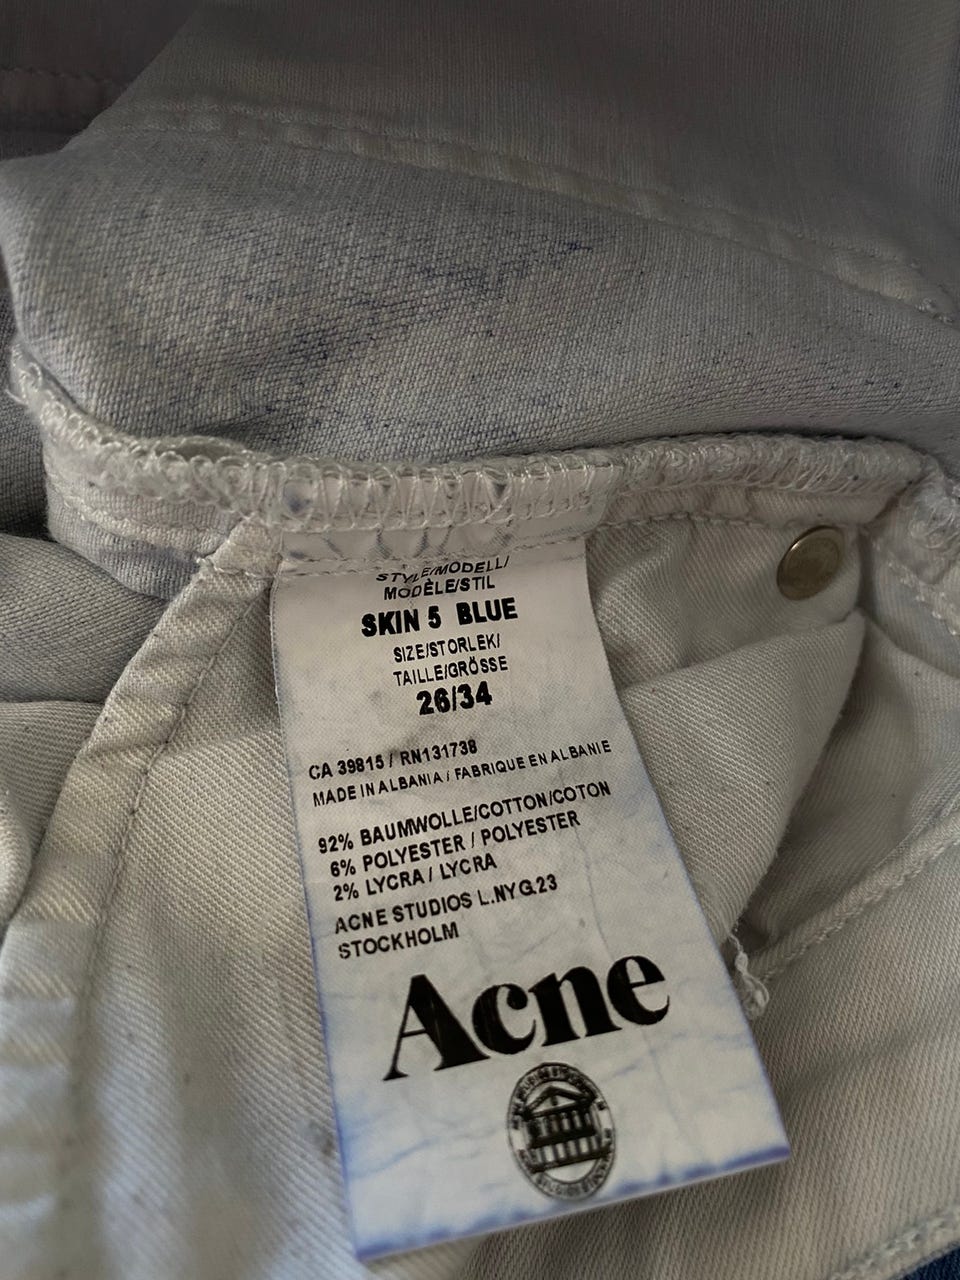 STYLE/MODELL/
MODÈLE/STIL
SKIN 5 BLUE
SIZE/STORLEK/
TAILLE/GRÖSSE
26/34
CA 39815 / RN131738
MADE IN ALBANIA / FABRIQUE EN ALBANIE
92% BAUMWOLLE/COTTON/COTON
6% POLYESTER / POLYESTER
2% LYCRA / LYCRA
ACNE STUDIOS L.NYG.23
STOCKHOLM
Acne